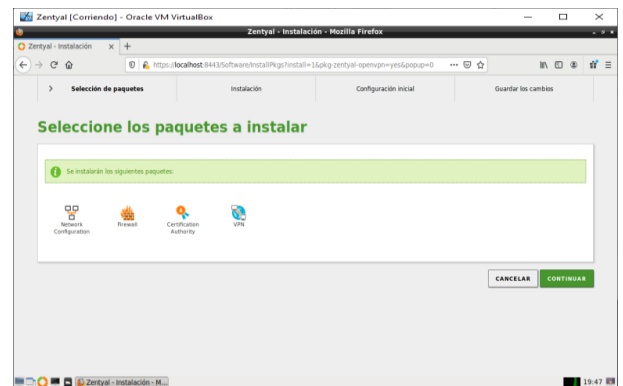 Zentyal [Corriendo] - Oracle VM VirtualBox
Zentyal - Instalación - Mozilla Firefox
Zentyal - Instalación
https://localhost:8443/Software/InstallPkgs?install=1&pkg-zentyal-openvpn=yes&popup=0
Selección de paquetes Instalación Configuración inicial Guardar los cambios
Seleccione los paquetes a instalar
Se instalarán los siguientes paquetes:
Network Configuration
Firewall
Certification Authority
VPN
CANCELAR CONTINUAR
Zentyal - Instalación - M... 19:47